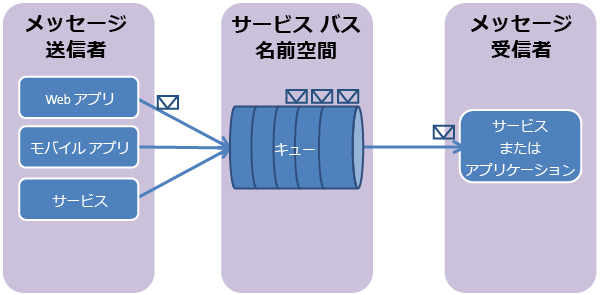 メッセージ
送信者
Web アプリ
モバイル アプリ
サービス
サービス バス
名前空間
キュー
メッセージ
受信者
サービス
または
アプリケーション